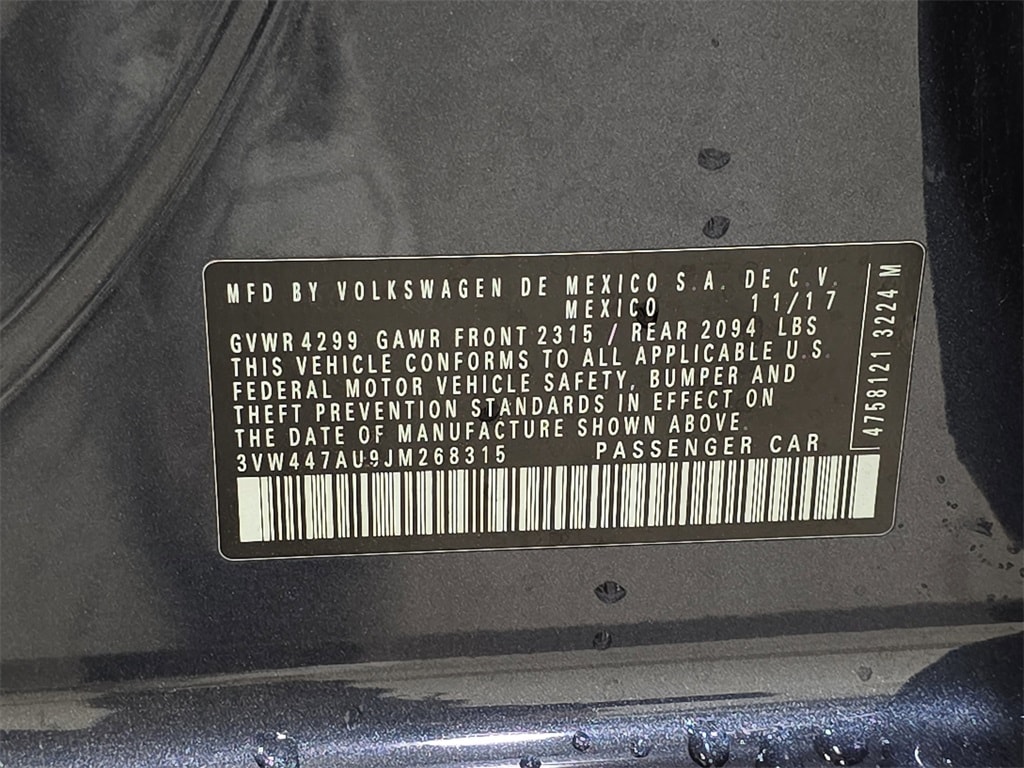 MFD BY VOLKSWAGEN DE MEXICO S.A. DE C.V.
MEXICO 11/17
GVWR 4299 GAWR FRONT 2315 / REAR 2094 LBS
THIS VEHICLE CONFORMS TO ALL APPLICABLE U.S.
FEDERAL MOTOR VEHICLE SAFETY, BUMPER AND
THEFT PREVENTION STANDARDS IN EFFECT ON
THE DATE OF MANUFACTURE SHOWN ABOVE.
3VW447AU9JM268315 PASSENGER CAR
4758121 3224 M